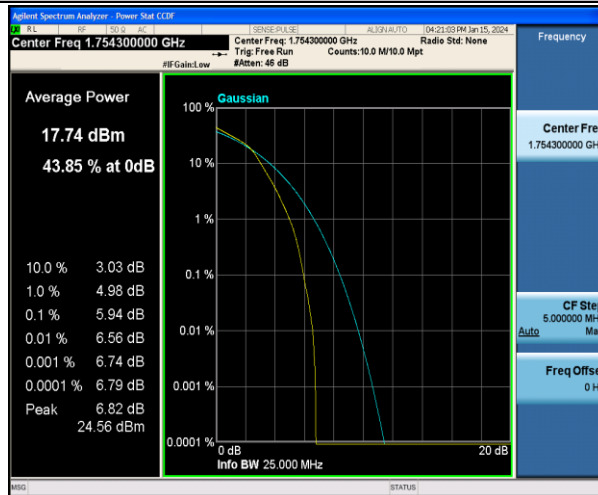 Agilent Spectrum Analyzer - Power Stat CCDF
RL RF 50 Ω AC SENSE:PULSE ALIGN AUTO 04:21:03 PM Jan 15, 2024
Center Freq 1.754300000 GHz
Center Freq: 1.754300000 GHz Radio Std: None
Trig: Free Run Counts:10.0 M/10.0 Mpt
#IFGain:Low #Atten: 46 dB
Frequency
Average Power
17.74 dBm
43.85 % at 0dB
10.0 % 3.03 dB
1.0 % 4.98 dB
0.1 % 5.94 dB
0.01 % 6.56 dB
0.001 % 6.74 dB
0.0001 % 6.79 dB
Peak 6.82 dB
24.56 dBm
Gaussian
100 %
10 %
1 %
0.1 %
0.01 %
0.001 %
0.0001 %
0 dB 20 dB
Info BW 25.000 MHz
Center Fre
1.754300000 GH
CF Ste
5.000000 MH
Auto Ma
Freq Offse
0 H
MSG STATUS